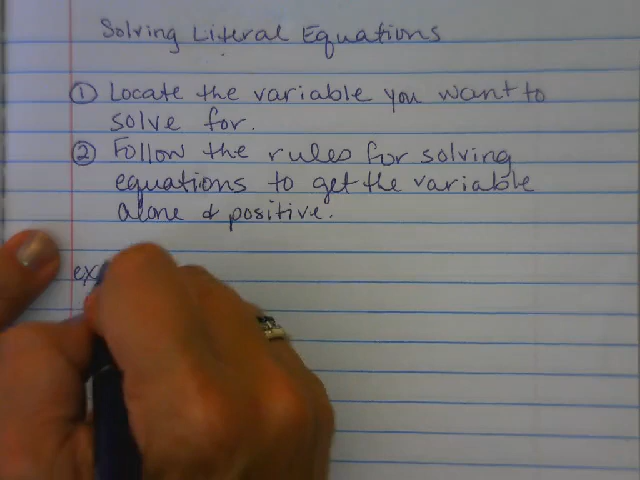 Solving Literal Equations
① Locate the variable you want to
solve for.
② Follow the rules for solving
equations to get the variable
alone & positive.
ex